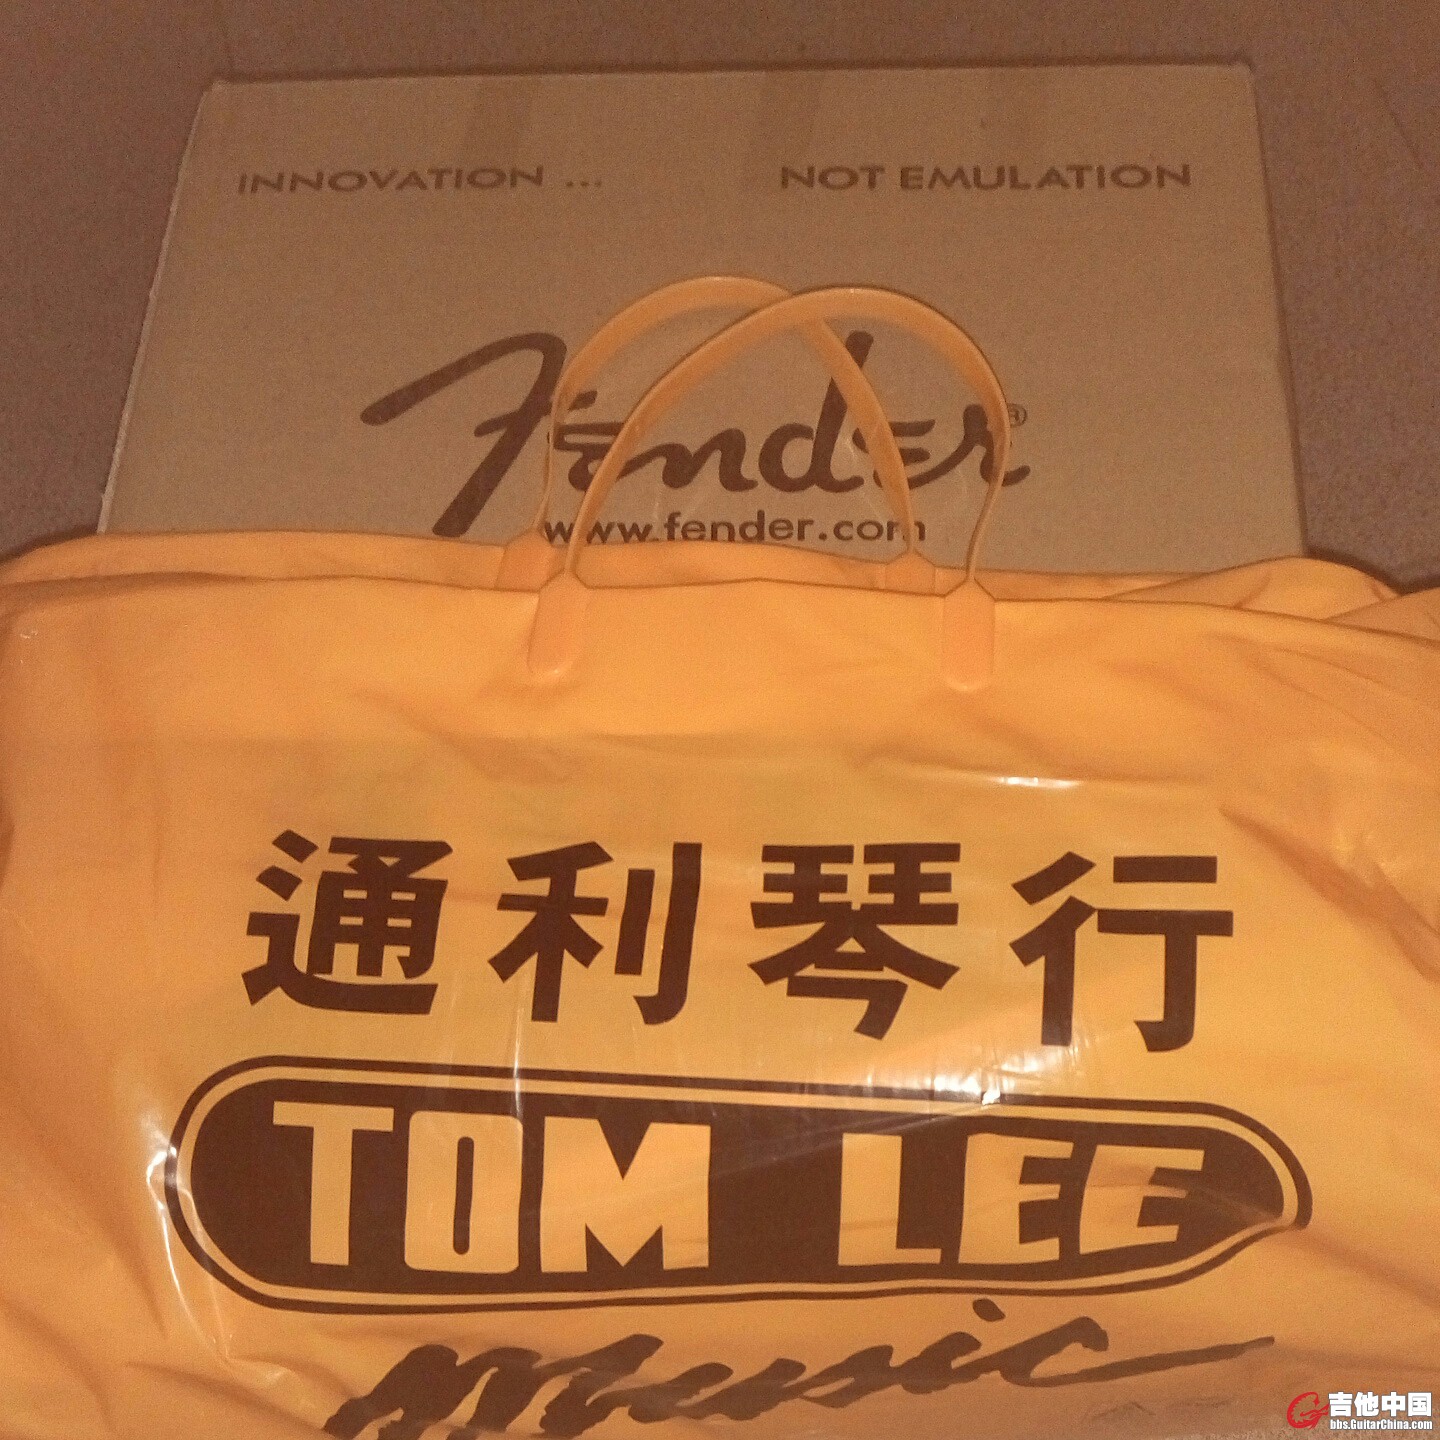 INNOVATION ... NOT EMULATION
Fender®
www.fender.com
通利琴行
TOM LEE
Music
吉他中国
bbs.GuitarChina.com